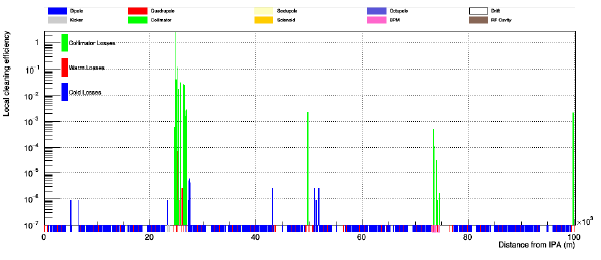 Dipole Quadrupole Sextupole Octupole Drift
Kicker Collimator Solenoid BPM RF Cavity
Local cleaning efficiency
1
10⁻¹
10⁻²
10⁻³
10⁻⁴
10⁻⁵
10⁻⁶
10⁻⁷
Collimator Losses
Warm Losses
Cold Losses
0 20 40 60 80 100
×10³
Distance from IPA (m)